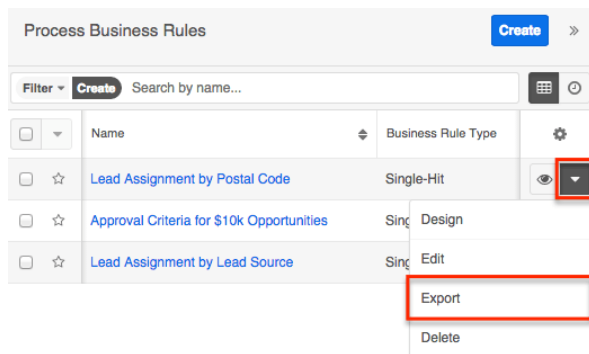 Process Business Rules Create
Filter Create Search by name...
Name Business Rule Type
Lead Assignment by Postal Code Single-Hit
Approval Criteria for $10k Opportunities Sing
Design
Lead Assignment by Lead Source Sing
Edit
Export
Delete